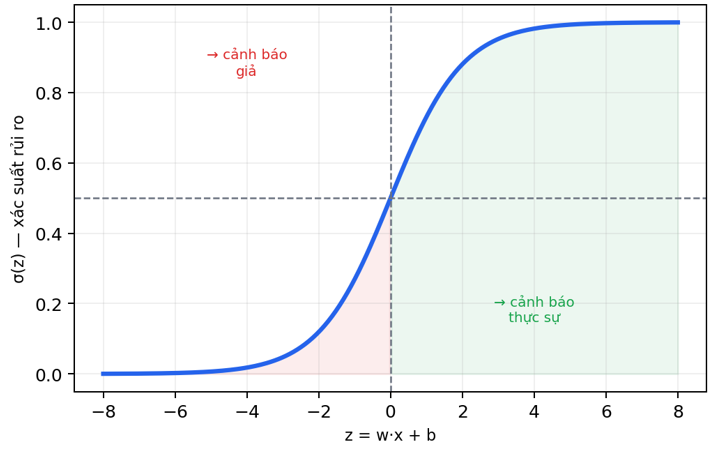 → cảnh báo
giả
→ cảnh báo
thực sự
σ(z) — xác suất rủi ro
1.0
0.8
0.6
0.4
0.2
0.0
−8 −6 −4 −2 0 2 4 6 8
z = w·x + b